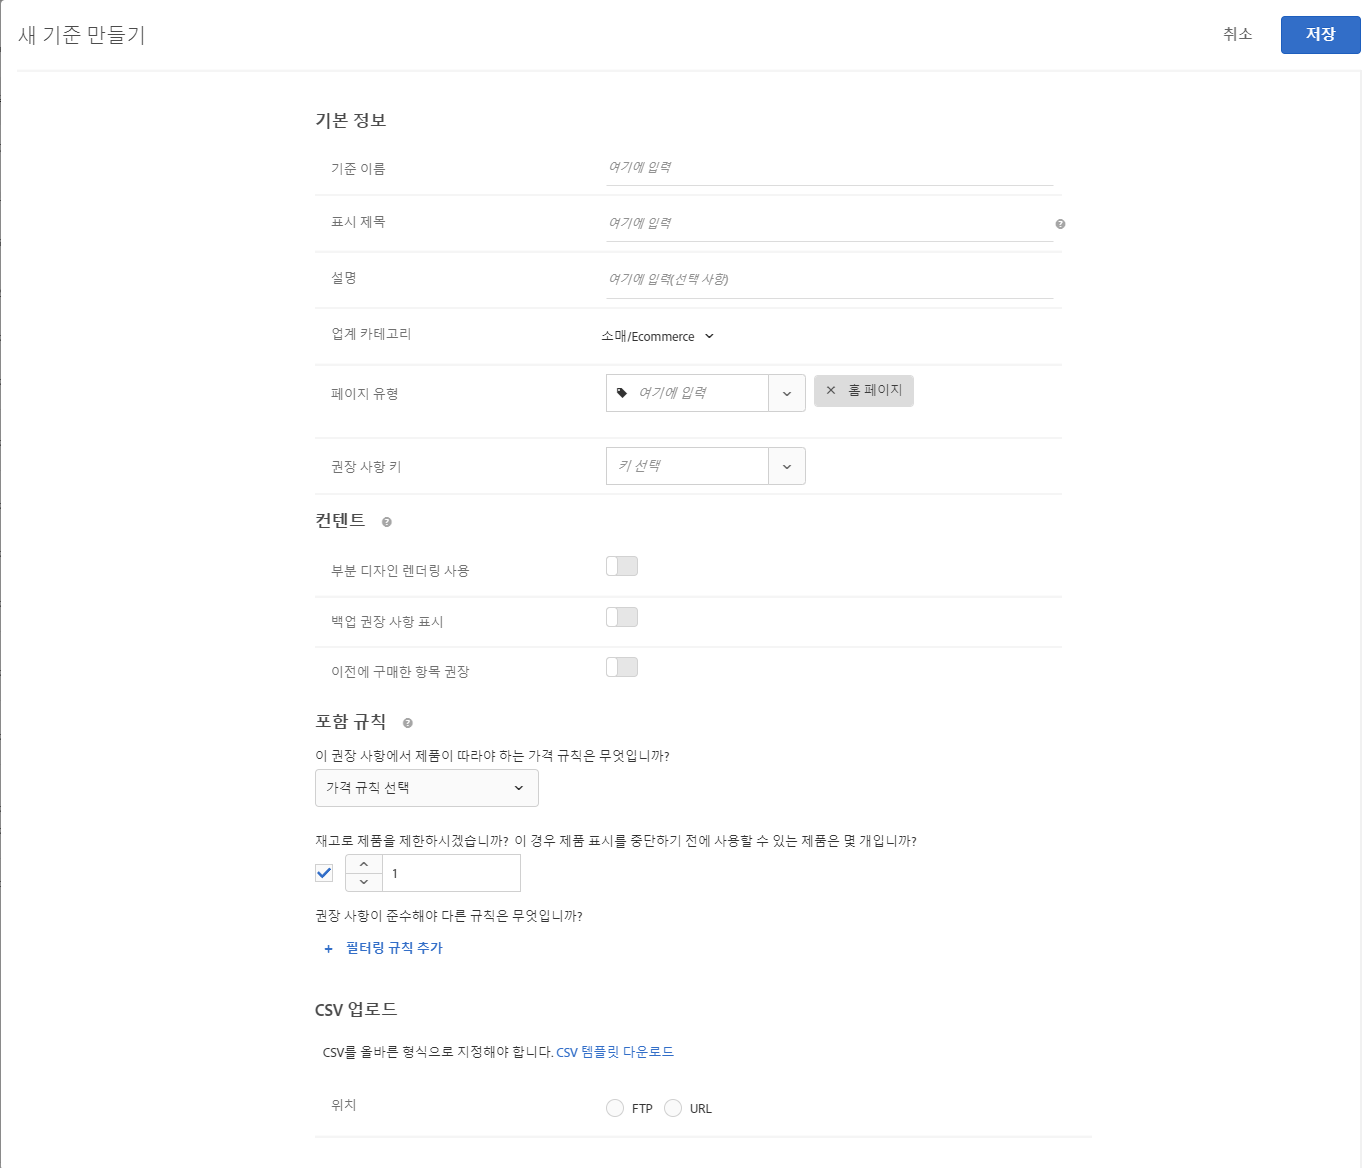 새 기준 만들기
취소
저장
기본 정보
기준 이름
여기에 입력
표시 제목
여기에 입력
설명
여기에 입력(선택 사항)
업계 카테고리
소매/Ecommerce
페이지 유형
여기에 입력
홈 페이지
권장 사항 키
키 선택
컨텐트
부분 디자인 렌더링 사용
백업 권장 사항 표시
이전에 구매한 항목 권장
포함 규칙
이 권장 사항에서 제품이 따라야 하는 가격 규칙은 무엇입니까?
가격 규칙 선택
재고로 제품을 제한하시겠습니까? 이 경우 제품 표시를 중단하기 전에 사용할 수 있는 제품은 몇 개입니까?
1
권장 사항이 준수해야 다른 규칙은 무엇입니까?
+ 필터링 규칙 추가
CSV 업로드
CSV를 올바른 형식으로 지정해야 합니다. CSV 템플릿 다운로드
위치
FTP
URL